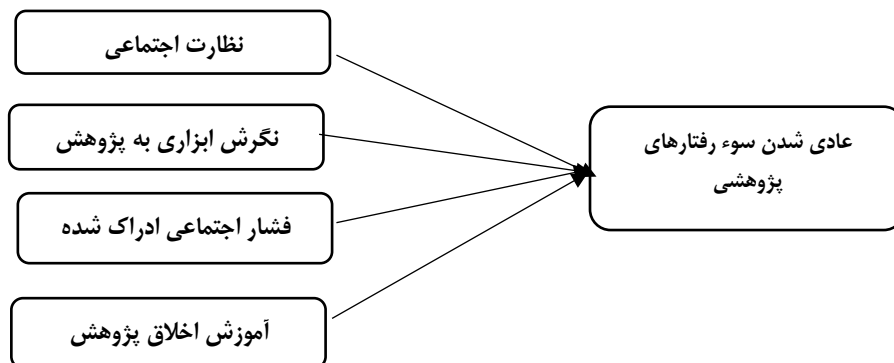 نظارت اجتماعی
نگرش ابزاری به پژوهش
فشار اجتماعی ادراک شده
آموزش اخلاق پژوهش
عادی شدن سوء رفتارهای
پژوهشی